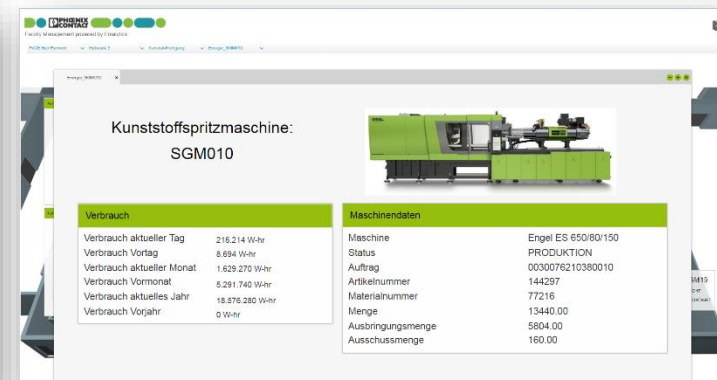 PHŒNIX
CONTACT
Facility Management powered by Emalytics
Energie_SGM010
Kunststoffspritzmaschine:
SGM010
Verbrauch
Verbrauch aktueller Tag 216.214 W-hr
Verbrauch Vortag 8.694 W-hr
Verbrauch aktueller Monat 1.629.270 W-hr
Verbrauch Vormonat 5.291.740 W-hr
Verbrauch aktuelles Jahr 18.576.280 W-hr
Verbrauch Vorjahr 0 W-hr
Maschinendaten
Maschine Engel ES 650/80/150
Status PRODUKTION
Auftrag 0030076210380010
Artikelnummer 144297
Materialnummer 77216
Menge 13440.00
Ausbringungsmenge 5804.00
Ausschussmenge 160.00